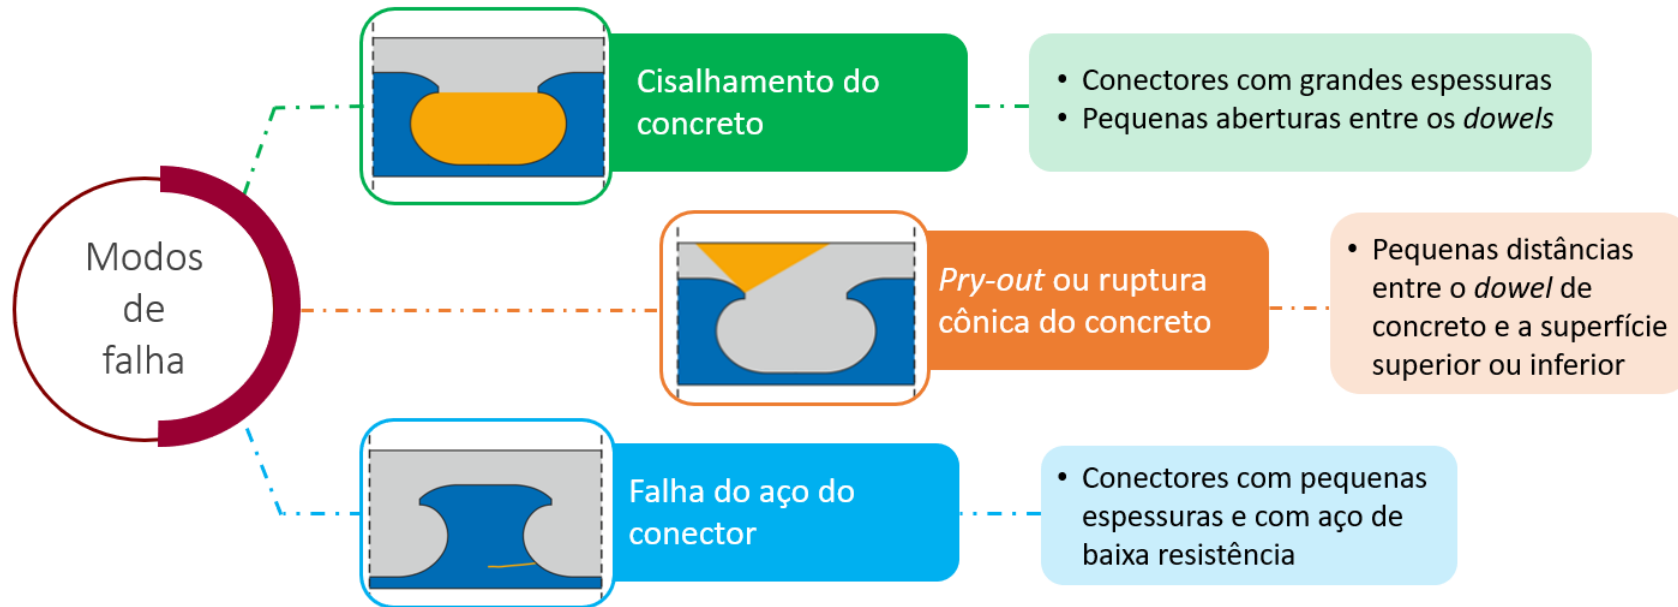 Modos
de
falha
Cisalhamento do
concreto
• Conectores com grandes espessuras
• Pequenas aberturas entre os dowels
Pry-out ou ruptura
cônica do concreto
• Pequenas distâncias
entre o dowel de
concreto e a superfície
superior ou inferior
Falha do aço do
conector
• Conectores com pequenas
espessuras e com aço de
baixa resistência